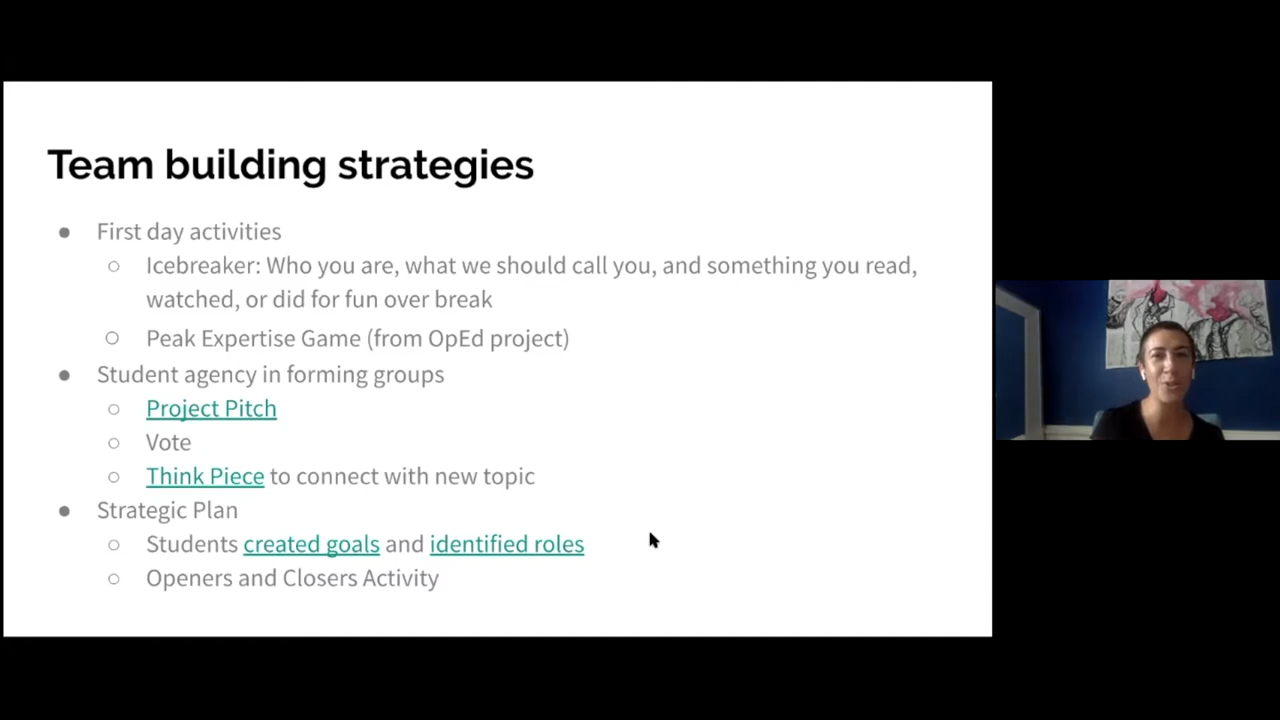 Team building strategies
● First day activities
○ Icebreaker: Who you are, what we should call you, and something you read,
watched, or did for fun over break
○ Peak Expertise Game (from OpEd project)
● Student agency in forming groups
○ Project Pitch
○ Vote
○ Think Piece to connect with new topic
● Strategic Plan
○ Students created goals and identified roles
○ Openers and Closers Activity